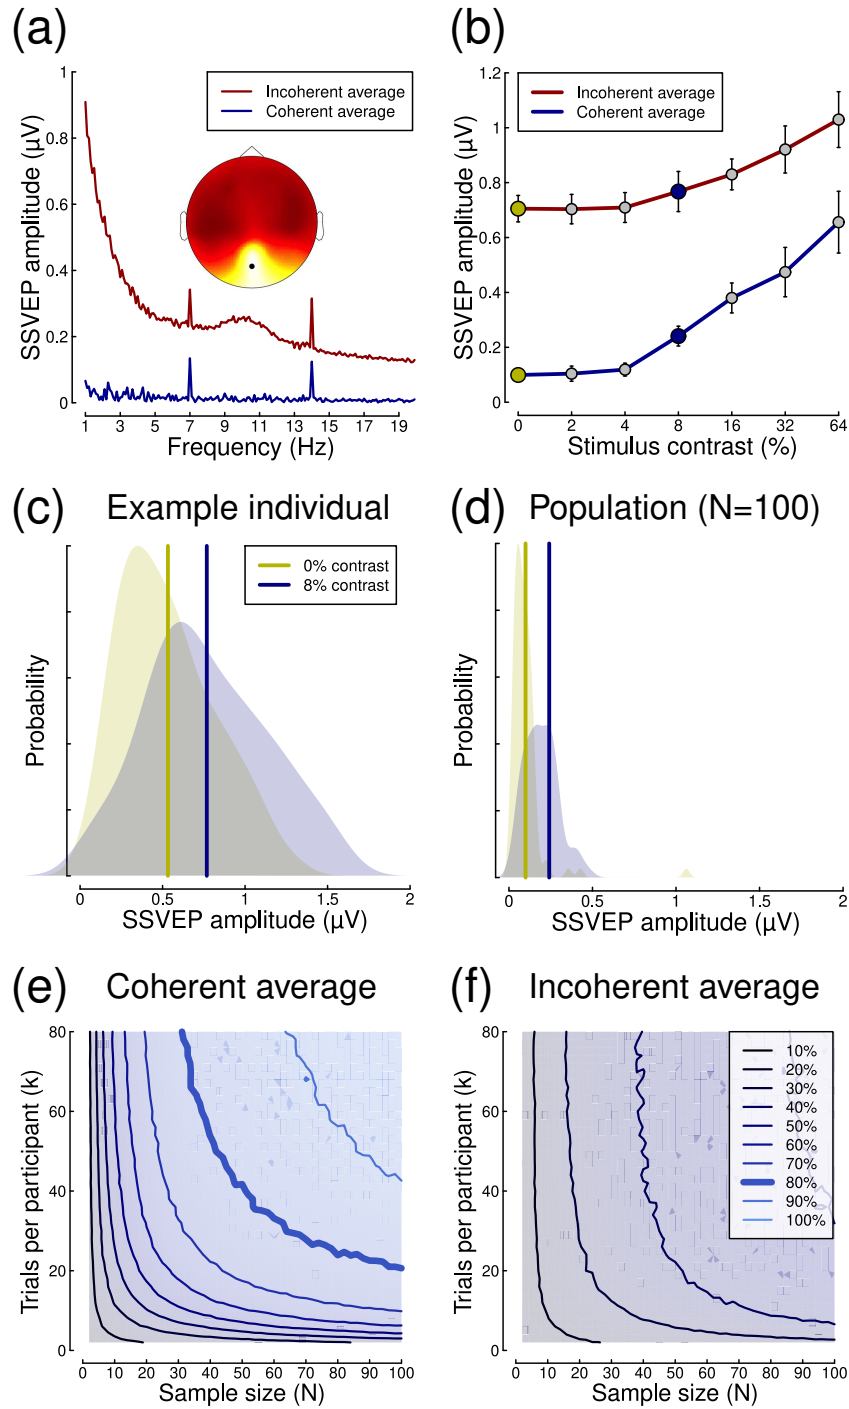 (a)
SSVEP amplitude (µV)
1
0.8
0.6
0.4
0.2
0
Incoherent average
Coherent average
1 3 5 7 9 11 13 15 17 19
Frequency (Hz)
(b)
SSVEP amplitude (µV)
1.2
1
0.8
0.6
0.4
0.2
0
Incoherent average
Coherent average
0 2 4 8 16 32 64
Stimulus contrast (%)
(c) Example individual
Probability
0% contrast
8% contrast
0 0.5 1 1.5 2
SSVEP amplitude (µV)
(d) Population (N=100)
Probability
0 0.5 1 1.5 2
SSVEP amplitude (µV)
(e) Coherent average
Trials per participant (k)
80
60
40
20
0
0 10 20 30 40 50 60 70 80 90 100
Sample size (N)
(f) Incoherent average
Trials per participant (k)
80
60
40
20
0
10%
20%
30%
40%
50%
60%
70%
80%
90%
100%
0 10 20 30 40 50 60 70 80 90 100
Sample size (N)